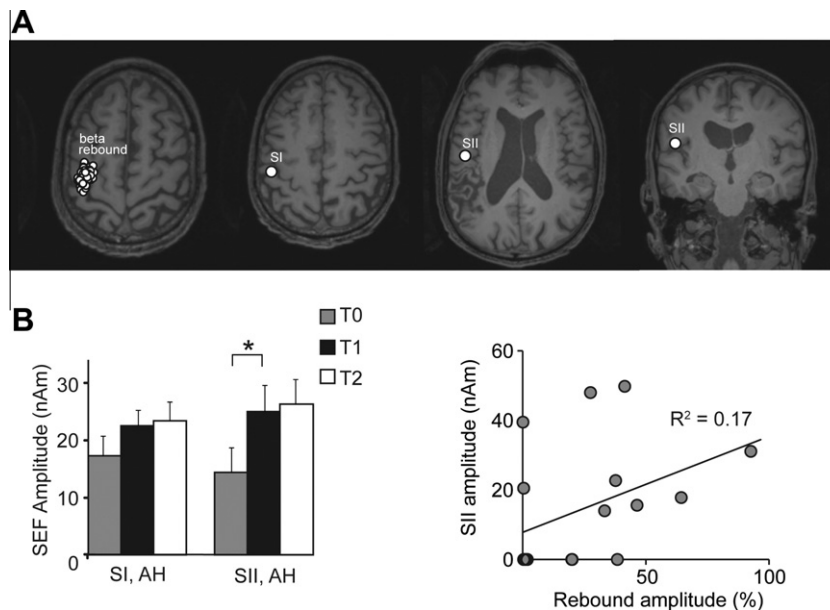 A
beta
rebound
SI
SII
SII
B
T0
T1
T2
*
SEF Amplitude (nAm)
30
20
10
0
SI, AH
SII, AH
SII amplitude (nAm)
60
40
20
0
R² = 0.17
50
100
Rebound amplitude (%)